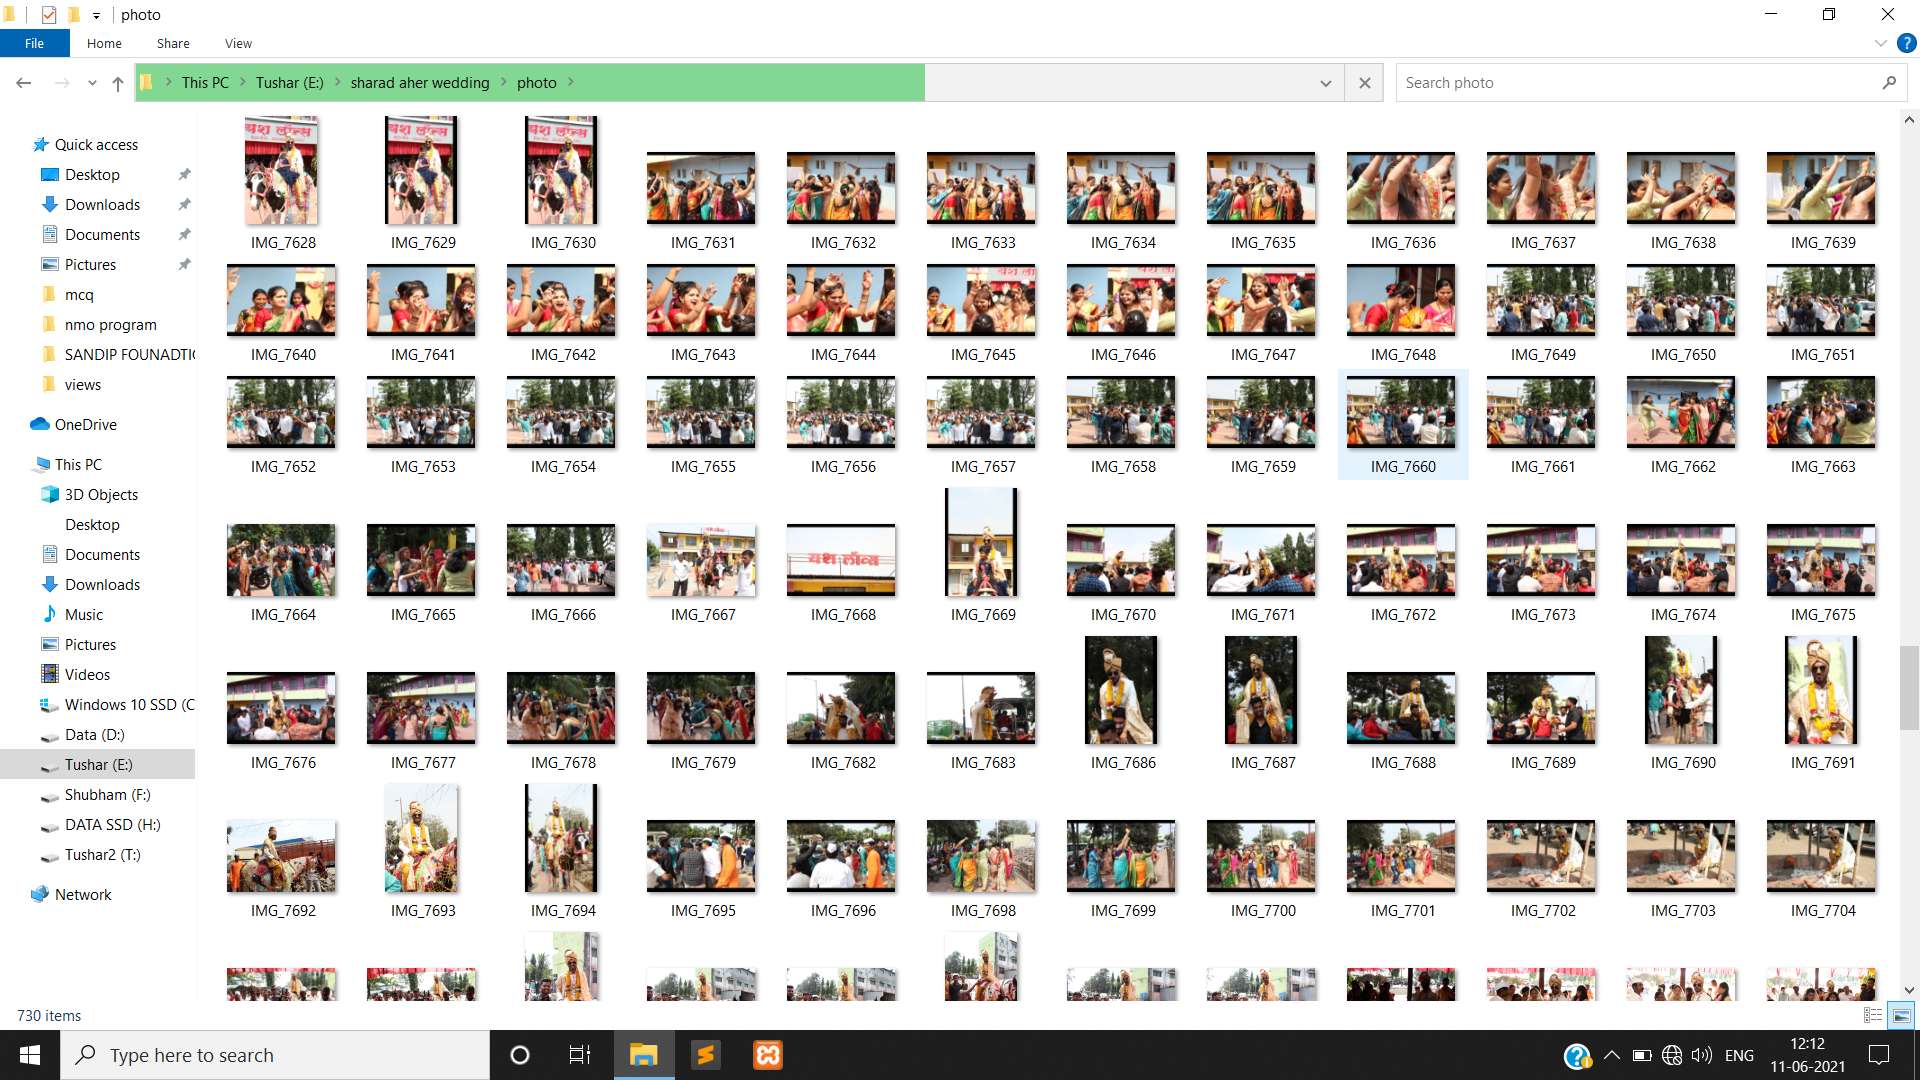 photo
File Home Share View
This PC Tushar (E:) sharad aher wedding photo
Search photo
Quick access
Desktop
Downloads
Documents
Pictures
mcq
nmo program
SANDIP FOUNADTI
views
OneDrive
This PC
3D Objects
Desktop
Documents
Downloads
Music
Pictures
Videos
Windows 10 SSD (C
Data (D:)
Tushar (E:)
Shubham (F:)
DATA SSD (H:)
Tushar2 (T:)
Network
यश लॉन्स यश लॉन्स यश लॉन्स
IMG_7628 IMG_7629 IMG_7630 IMG_7631 IMG_7632 IMG_7633 IMG_7634 IMG_7635 IMG_7636 IMG_7637 IMG_7638 IMG_7639
IMG_7640 IMG_7641 IMG_7642 IMG_7643 IMG_7644 IMG_7645 IMG_7646 IMG_7647 IMG_7648 IMG_7649 IMG_7650 IMG_7651
IMG_7652 IMG_7653 IMG_7654 IMG_7655 IMG_7656 IMG_7657 IMG_7658 IMG_7659 IMG_7660 IMG_7661 IMG_7662 IMG_7663
यश लॉन्स
IMG_7664 IMG_7665 IMG_7666 IMG_7667 IMG_7668 IMG_7669 IMG_7670 IMG_7671 IMG_7672 IMG_7673 IMG_7674 IMG_7675
IMG_7676 IMG_7677 IMG_7678 IMG_7679 IMG_7682 IMG_7683 IMG_7686 IMG_7687 IMG_7688 IMG_7689 IMG_7690 IMG_7691
IMG_7692 IMG_7693 IMG_7694 IMG_7695 IMG_7696 IMG_7698 IMG_7699 IMG_7700 IMG_7701 IMG_7702 IMG_7703 IMG_7704
730 items
Type here to search
ENG
12:12
11-06-2021